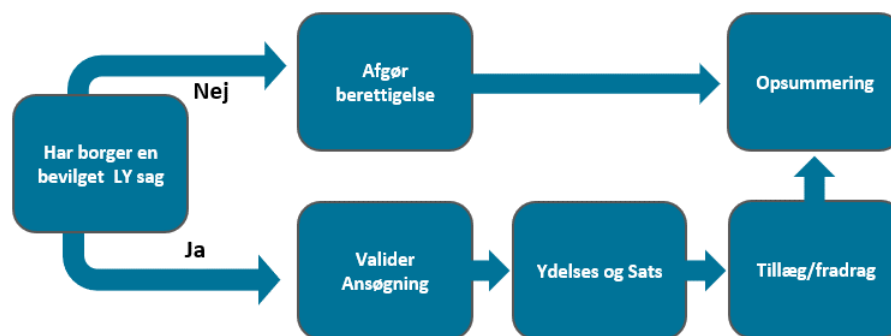 Har borger en
bevilget LY sag
Nej
Afgør
berettigelse
Opsummering
Ja
Valider
Ansøgning
Ydelses og Sats
Tillæg/fradrag